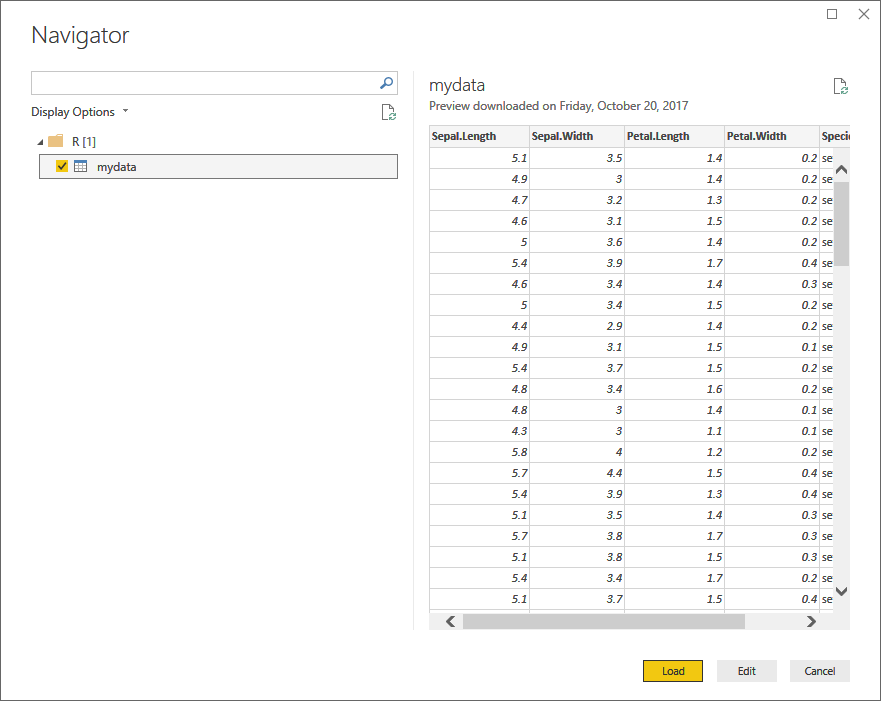 Navigator
Display Options
R [1]
mydata
mydata
Preview downloaded on Friday, October 20, 2017
Sepal.Length Sepal.Width Petal.Length Petal.Width Specie
5.1 3.5 1.4 0.2 se
4.9 3 1.4 0.2 se
4.7 3.2 1.3 0.2 se
4.6 3.1 1.5 0.2 se
5 3.6 1.4 0.2 se
5.4 3.9 1.7 0.4 se
4.6 3.4 1.4 0.3 se
5 3.4 1.5 0.2 se
4.4 2.9 1.4 0.2 se
4.9 3.1 1.5 0.1 se
5.4 3.7 1.5 0.2 se
4.8 3.4 1.6 0.2 se
4.8 3 1.4 0.1 se
4.3 3 1.1 0.1 se
5.8 4 1.2 0.2 se
5.7 4.4 1.5 0.4 se
5.4 3.9 1.3 0.4 se
5.1 3.5 1.4 0.3 se
5.7 3.8 1.7 0.3 se
5.1 3.8 1.5 0.3 se
5.4 3.4 1.7 0.2 se
5.1 3.7 1.5 0.4 se
Load Edit Cancel